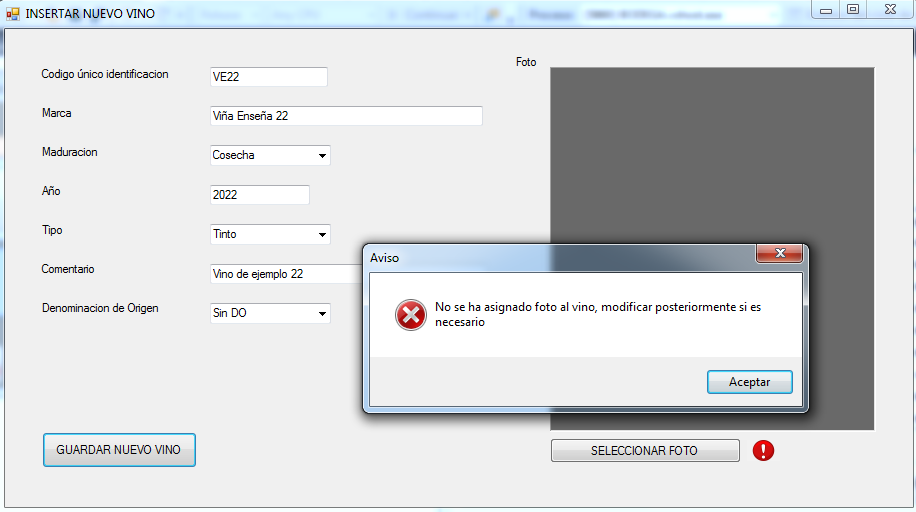 INSERTAR NUEVO VINO
Codigo único identificacion
VE22
Foto
Marca
Viña Enseña 22
Maduracion
Cosecha
Año
2022
Tipo
Tinto
Comentario
Vino de ejemplo 22
Denominacion de Origen
Sin DO
Aviso
No se ha asignado foto al vino, modificar posteriormente si es
necesario
Aceptar
GUARDAR NUEVO VINO
SELECCIONAR FOTO